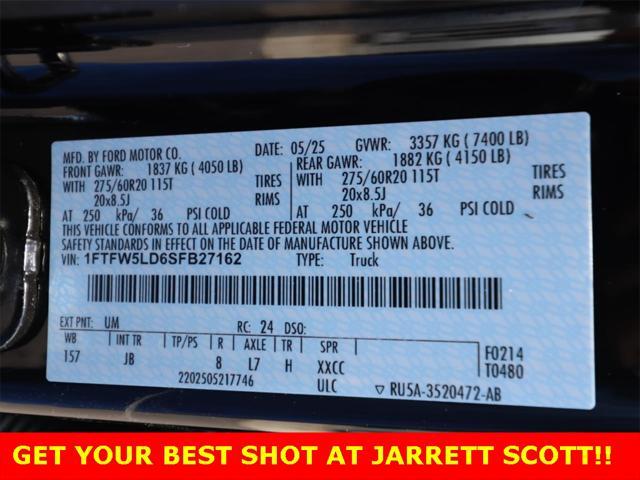 MFD. BY FORD MOTOR CO.
DATE: 05/25 GVWR: 3357 KG ( 7400 LB)
FRONT GAWR: 1837 KG ( 4050 LB)
REAR GAWR: 1882 KG ( 4150 LB)
WITH 275/60R20 115T TIRES
WITH 275/60R20 115T TIRES
20x8.5J RIMS
20x8.5J RIMS
AT 250 kPa/ 36 PSI COLD
AT 250 kPa/ 36 PSI COLD
THIS VEHICLE CONFORMS TO ALL APPLICABLE FEDERAL MOTOR VEHICLE
SAFETY STANDARDS IN EFFECT ON THE DATE OF MANUFACTURE SHOWN ABOVE.
VIN: 1FTFW5LD6SFB27162 TYPE: Truck
EXT PNT: UM RC: 24 DSO:
WB INT TR TP/PS R AXLE TR SPR F0214
157 JB 8 L7 H XXCC T0480
2202505217746 ULC ▽ RU5A-3520472-AB
GET YOUR BEST SHOT AT JARRETT SCOTT!!